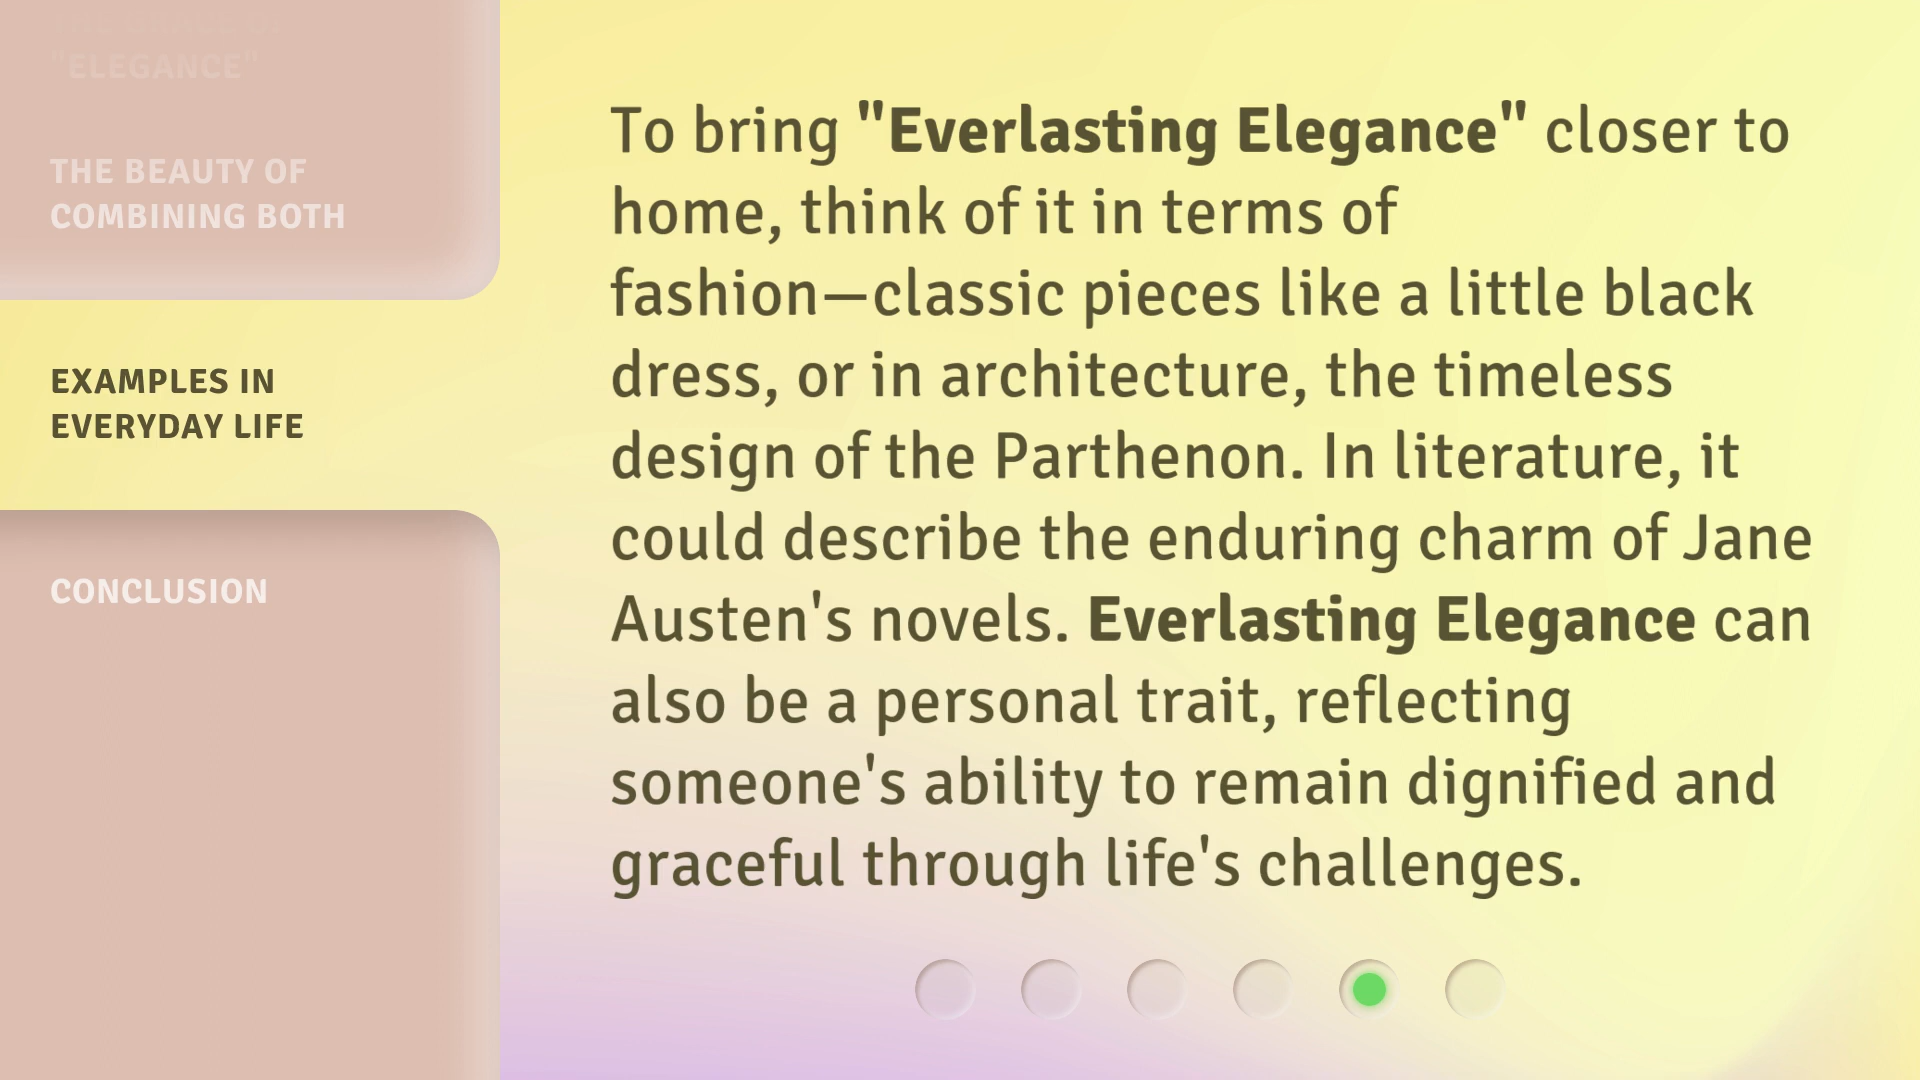 "ELEGANCE"
THE BEAUTY OF
COMBINING BOTH
EXAMPLES IN
EVERYDAY LIFE
CONCLUSION
To bring "Everlasting Elegance" closer to
home, think of it in terms of
fashion—classic pieces like a little black
dress, or in architecture, the timeless
design of the Parthenon. In literature, it
could describe the enduring charm of Jane
Austen's novels. Everlasting Elegance can
also be a personal trait, reflecting
someone's ability to remain dignified and
graceful through life's challenges.